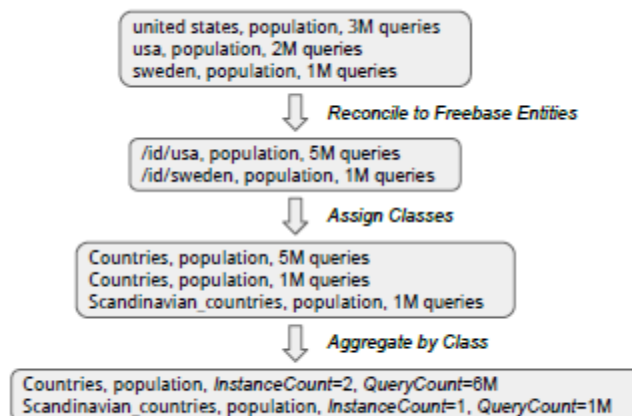 united states, population, 3M queries
usa, population, 2M queries
sweden, population, 1M queries
Reconcile to Freebase Entities
/id/usa, population, 5M queries
/id/sweden, population, 1M queries
Assign Classes
Countries, population, 5M queries
Countries, population, 1M queries
Scandinavian_countries, population, 1M queries
Aggregate by Class
Countries, population, InstanceCount=2, QueryCount=6M
Scandinavian_countries, population, InstanceCount=1, QueryCount=1M